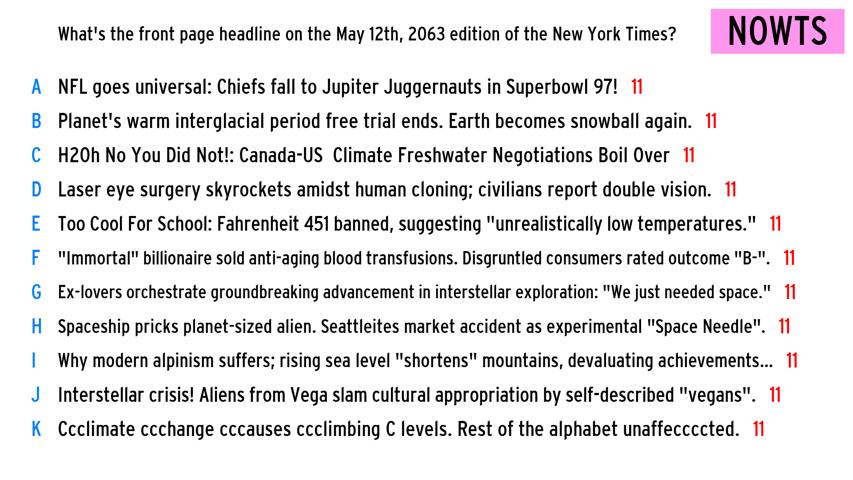 What's the front page headline on the May 12th, 2063 edition of the New York Times?
NOWTS
A NFL goes universal: Chiefs fall to Jupiter Juggernauts in Superbowl 97! 11
B Planet's warm interglacial period free trial ends. Earth becomes snowball again. 11
C H2Oh No You Did Not!: Canada-US Climate Freshwater Negotiations Boil Over 11
D Laser eye surgery skyrockets amidst human cloning; civilians report double vision. 11
E Too Cool For School: Fahrenheit 451 banned, suggesting "unrealistically low temperatures." 11
F "Immortal" billionaire sold anti-aging blood transfusions. Disgruntled consumers rated outcome "B-". 11
G Ex-lovers orchestrate groundbreaking advancement in interstellar exploration: "We just needed space." 11
H Spaceship pricks planet-sized alien. Seattleites market accident as experimental "Space Needle". 11
I Why modern alpinism suffers; rising sea level "shortens" mountains, devaluating achievements... 11
J Interstellar crisis! Aliens from Vega slam cultural appropriation by self-described "vegans". 11
K Ccclimate ccchange cccauses ccclimbing C levels. Rest of the alphabet unaffecccccted. 11